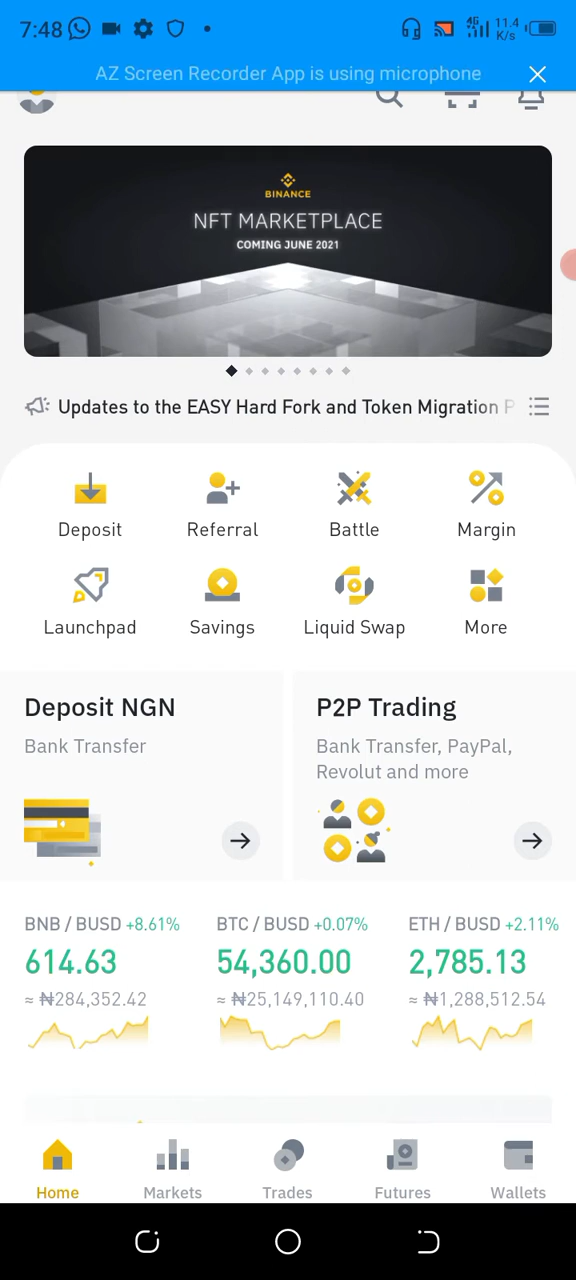 7:48
4G
11.4
K/s
AZ Screen Recorder App is using microphone
BINANCE
NFT MARKETPLACE
COMING JUNE 2021
Updates to the EASY Hard Fork and Token Migration P
Deposit Referral Battle Margin
Launchpad Savings Liquid Swap More
Deposit NGN
Bank Transfer
P2P Trading
Bank Transfer, PayPal,
Revolut and more
BNB / BUSD +8.61% BTC / BUSD +0.07% ETH / BUSD +2.11%
614.63 54,360.00 2,785.13
≈ ₦284,352.42 ≈ ₦25,149,110.40 ≈ ₦1,288,512.54
Home Markets Trades Futures Wallets